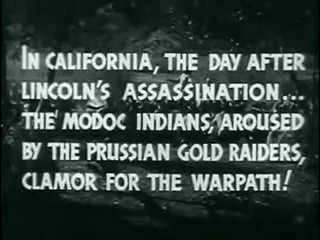 IN CALIFORNIA, THE DAY AFTER
LINCOLN'S ASSASSINATION...
THE MODOC INDIANS, AROUSED
BY THE PRUSSIAN GOLD RAIDERS,
CLAMOR FOR THE WARPATH!